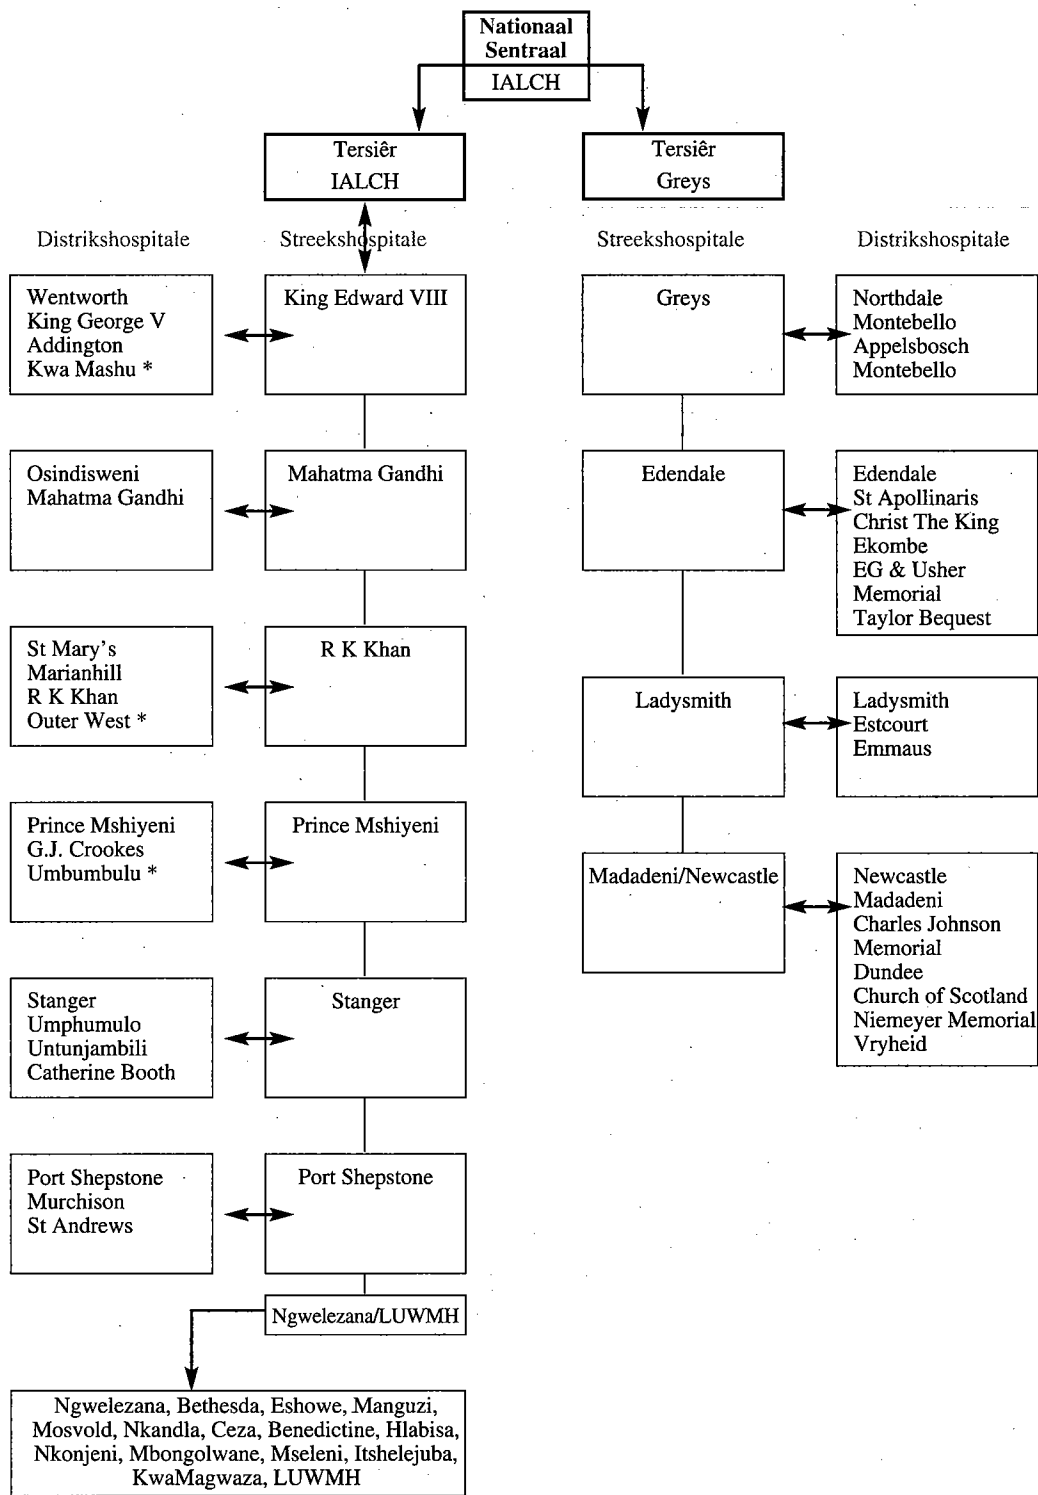 Nationaal
Sentraal
IALCH
Tersiêr
IALCH
Tersiêr
Greys
Distrikshospitale
Streekshospitale
Streekshospitale
Distrikshospitale
Wentworth
King George V
Addington
Kwa Mashu *
King Edward VIII
Greys
Northdale
Montebello
Appelsbosch
Montebello
Osindisweni
Mahatma Gandhi
Mahatma Gandhi
Edendale
Edendale
St Apollinaris
Christ The King
Ekombe
EG & Usher
Memorial
Taylor Bequest
St Mary's
Marianhill
R K Khan
Outer West *
R K Khan
Ladysmith
Ladysmith
Estcourt
Emmaus
Prince Mshiyeni
G.J. Crookes
Umbumbulu *
Prince Mshiyeni
Madadeni/Newcastle
Newcastle
Madadeni
Charles Johnson
Memorial
Dundee
Church of Scotland
Niemeyer Memorial
Vryheid
Stanger
Umphumulo
Untunjambili
Catherine Booth
Stanger
Port Shepstone
Murchison
St Andrews
Port Shepstone
Ngwelezana/LUWMH
Ngwelezana, Bethesda, Eshowe, Manguzi,
Mosvold, Nkandla, Ceza, Benedictine, Hlabisa,
Nkonjeni, Mbongolwane, Mseleni, Itshelejuba,
KwaMagwaza, LUWMH